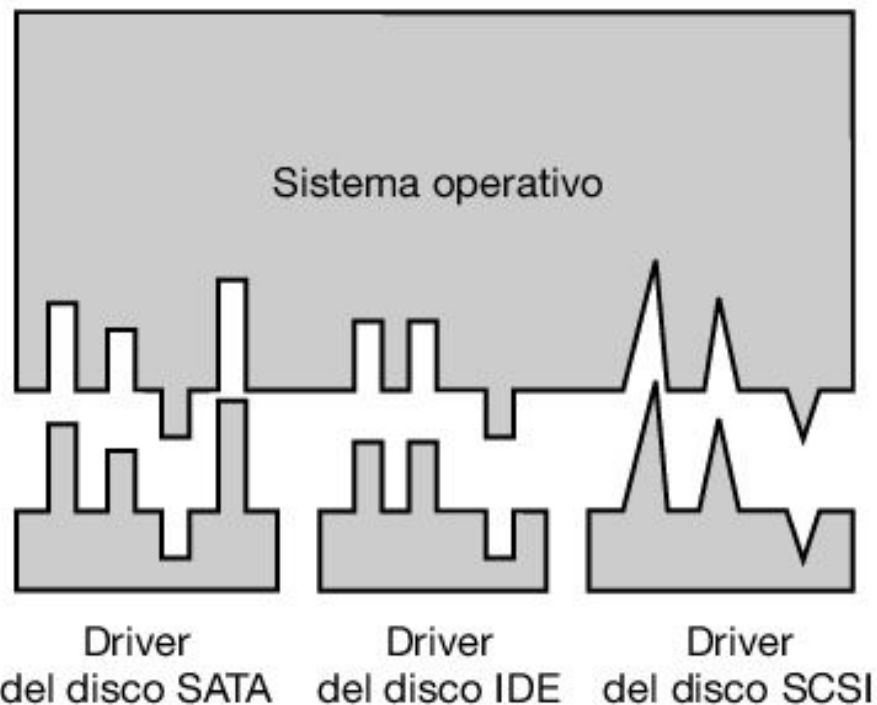 Sistema operativo
Driver
del disco SATA
Driver
del disco IDE
Driver
del disco SCSI